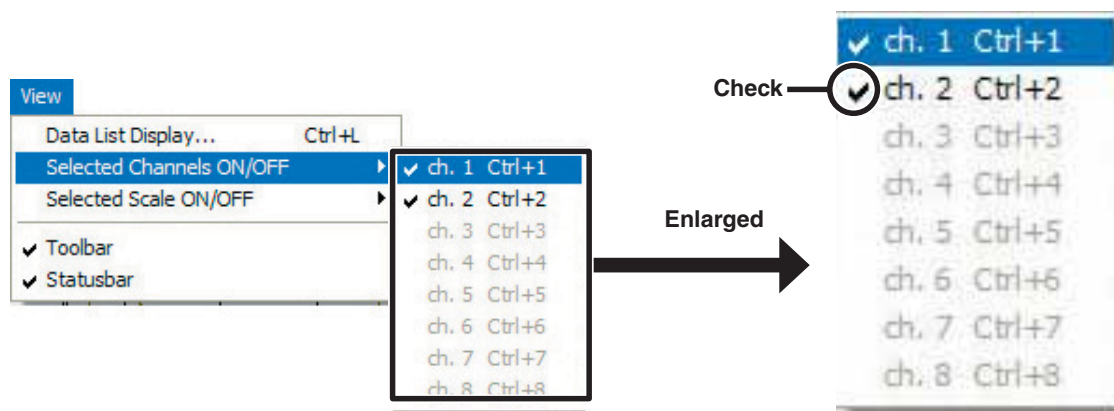 View
Data List Display... Ctrl+L
Selected Channels ON/OFF
Selected Scale ON/OFF
Toolbar
Statusbar
ch. 1 Ctrl+1
ch. 2 Ctrl+2
ch. 3 Ctrl+3
ch. 4 Ctrl+4
ch. 5 Ctrl+5
ch. 6 Ctrl+6
ch. 7 Ctrl+7
ch. 8 Ctrl+8
Enlarged
Check
ch. 1 Ctrl+1
ch. 2 Ctrl+2
ch. 3 Ctrl+3
ch. 4 Ctrl+4
ch. 5 Ctrl+5
ch. 6 Ctrl+6
ch. 7 Ctrl+7
ch. 8 Ctrl+8